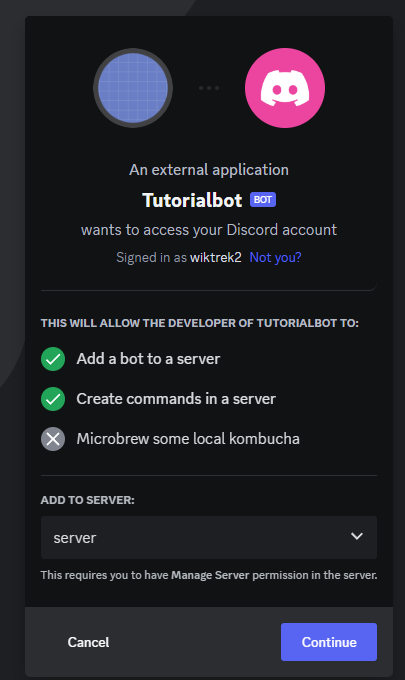 An external application
Tutorialbot BOT
wants to access your Discord account
Signed in as wiktrek2 Not you?
THIS WILL ALLOW THE DEVELOPER OF TUTORIALBOT TO:
Add a bot to a server
Create commands in a server
Microbrew some local kombucha
ADD TO SERVER:
server
This requires you to have Manage Server permission in the server.
Cancel Continue